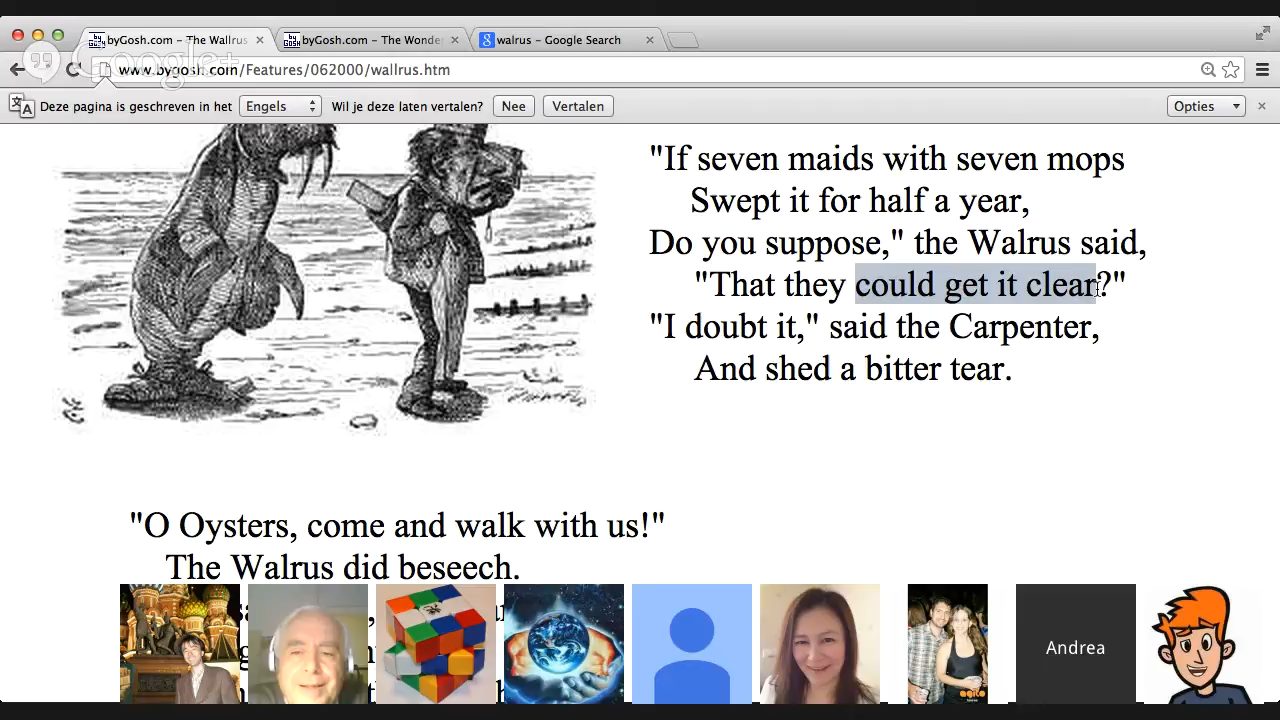 byGosh.com – The Wallrus
byGosh.com – The Wonder
walrus – Google Search
Google+
www.bygosh.com/Features/062000/wallrus.htm
Deze pagina is geschreven in het Engels Wil je deze laten vertalen? Nee Vertalen Opties
"If seven maids with seven mops
Swept it for half a year,
Do you suppose," the Walrus said,
"That they could get it clear?"
"I doubt it," said the Carpenter,
And shed a bitter tear.
"O Oysters, come and walk with us!"
The Walrus did beseech.
Andrea